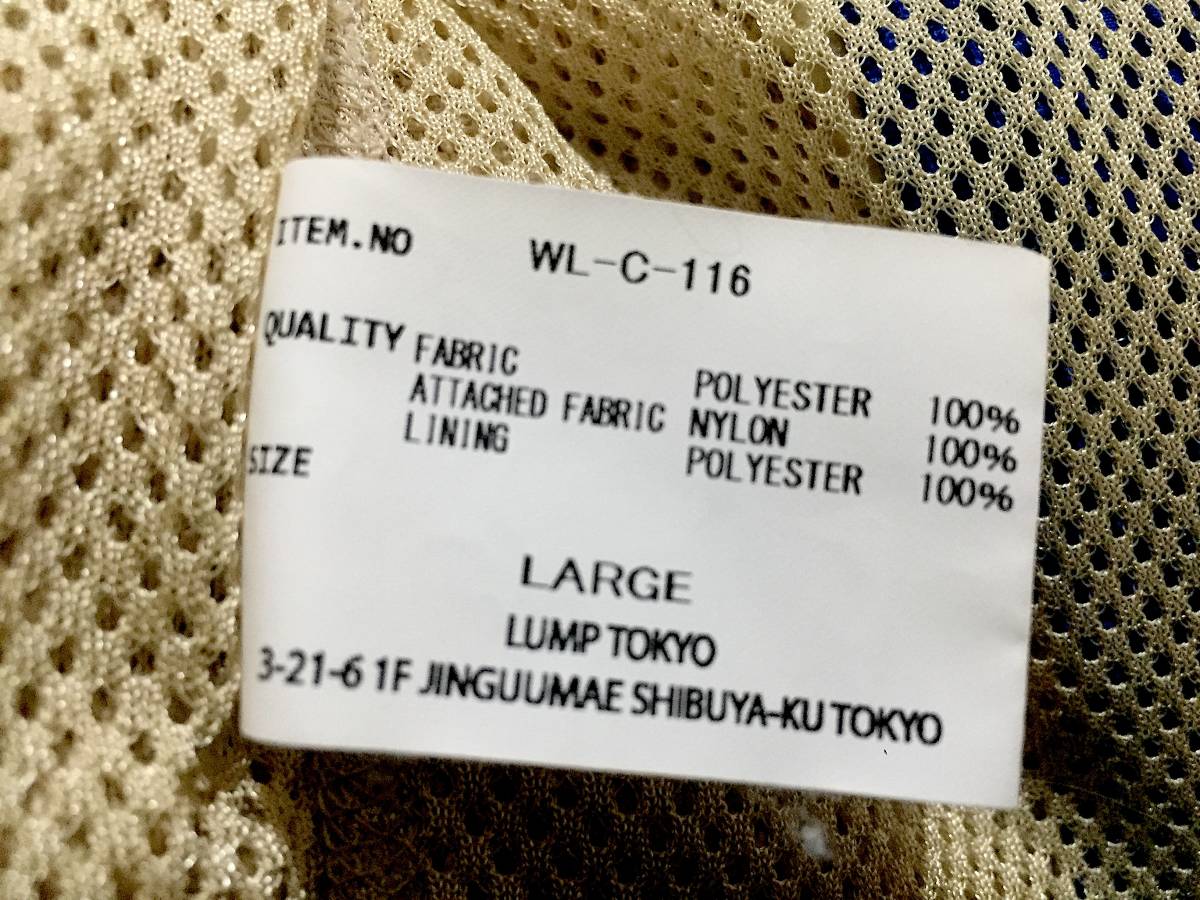 ITEM.NO WL-C-116
QUALITY FABRIC POLYESTER 100%
ATTACHED FABRIC NYLON 100%
LINING POLYESTER 100%
SIZE
LARGE
LUMP TOKYO
3-21-6 1F JINGUUMAE SHIBUYA-KU TOKYO